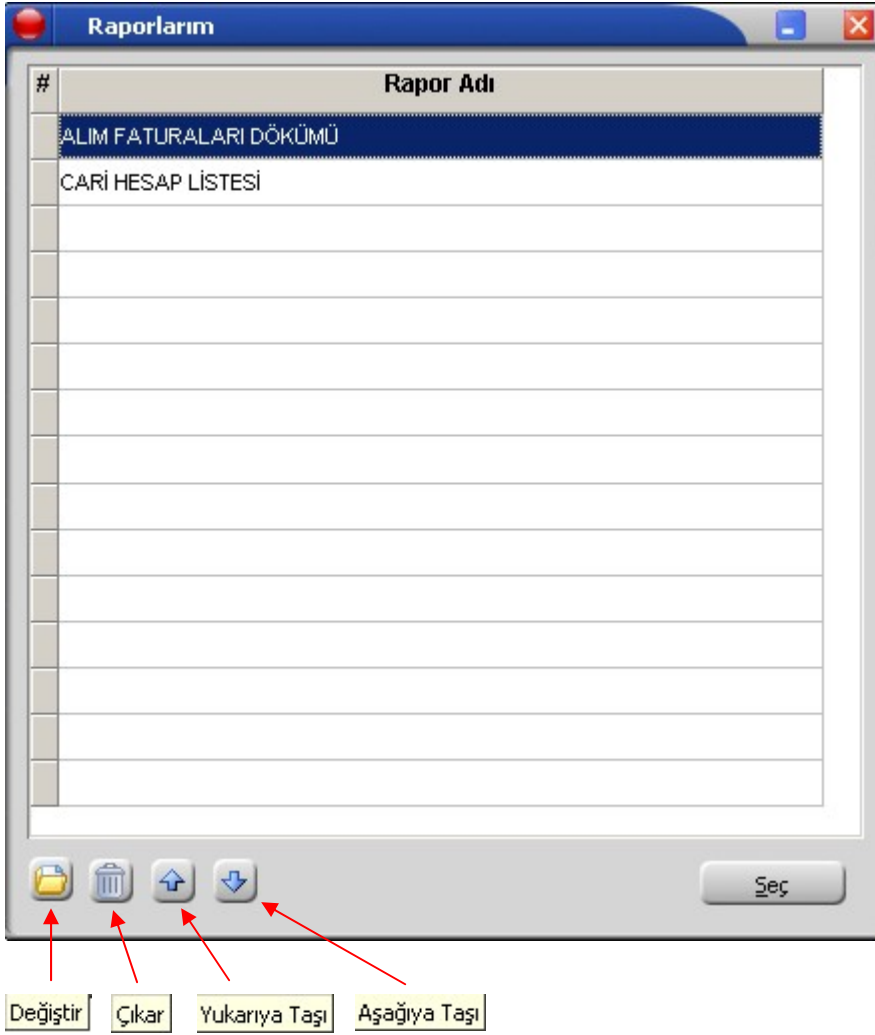 Raporlarım
# Rapor Adı
ALIM FATURALARI DÖKÜMÜ
CARİ HESAP LİSTESİ
Seç
Değiştir Çıkar Yukarıya Taşı Aşağıya Taşı